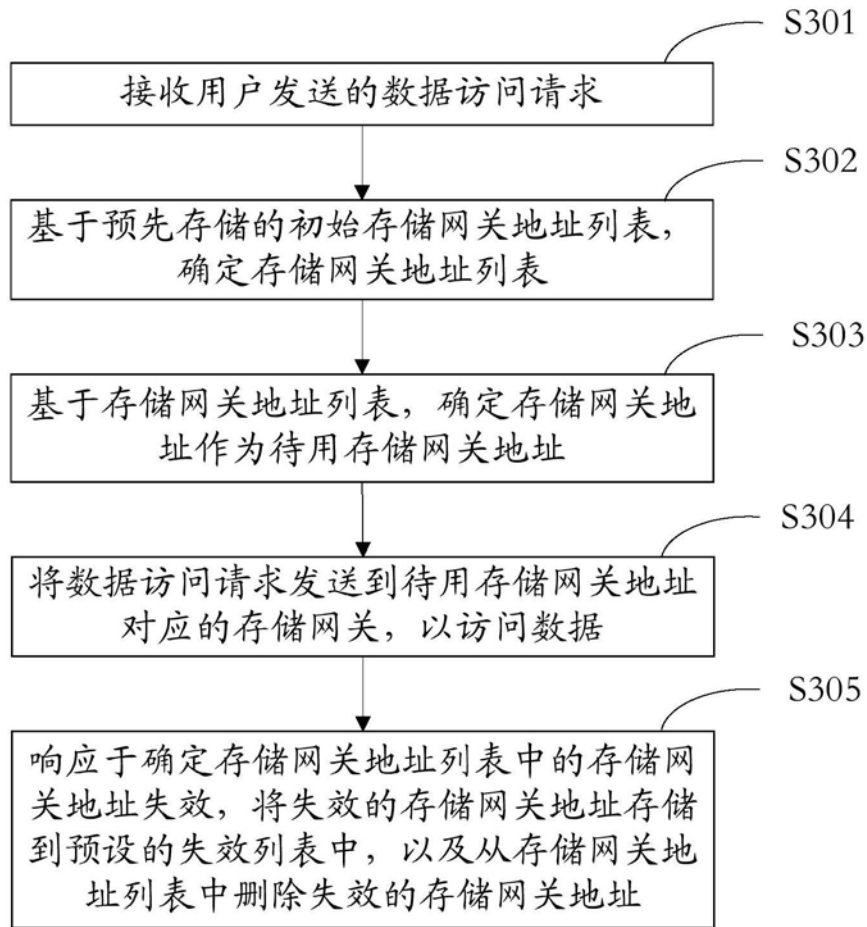 S301
接收用户发送的数据访问请求
S302
基于预先存储的初始存储网关地址列表，
确定存储网关地址列表
S303
基于存储网关地址列表，确定存储网关地
址作为待用存储网关地址
S304
将数据访问请求发送到待用存储网关地址
对应的存储网关，以访问数据
S305
响应于确定存储网关地址列表中的存储网
关地址失效，将失效的存储网关地址存储
到预设的失效列表中，以及从存储网关地
址列表中删除失效的存储网关地址